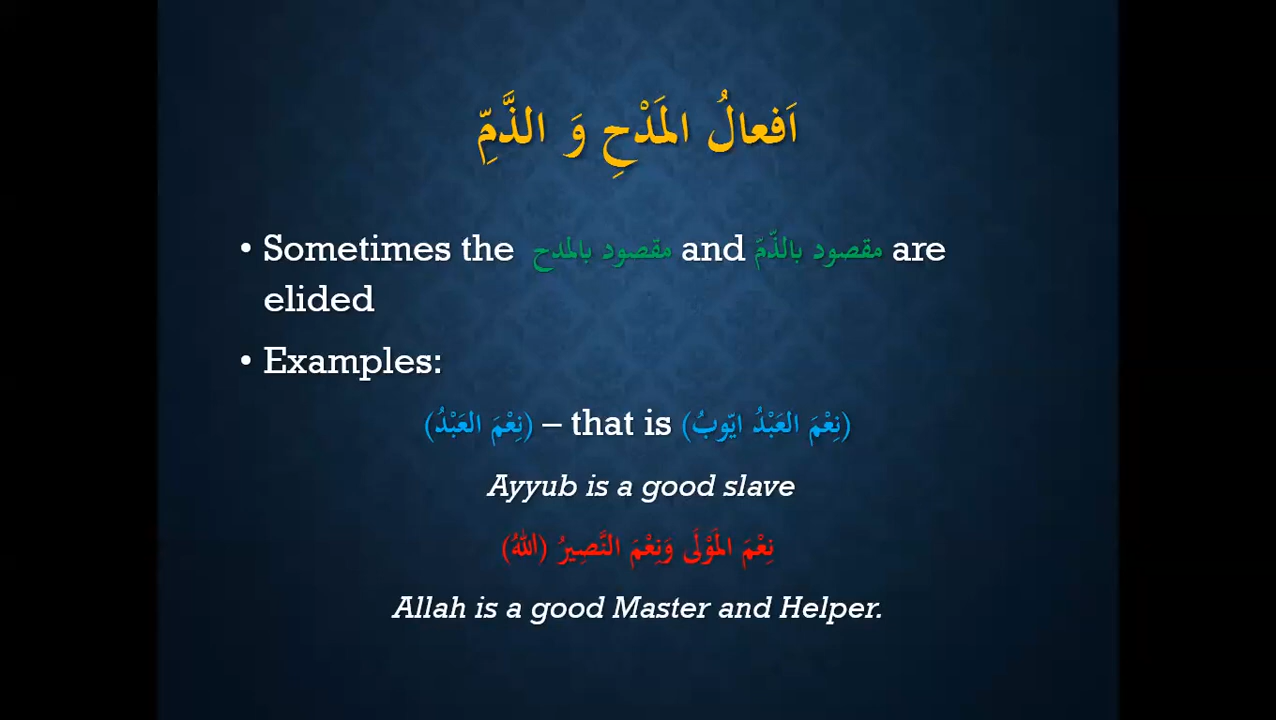 اَفعالُ المَدْحِ وَ الذَّمِّ
• Sometimes the مقصود بالمدح and مقصود بالذّمّ are
elided
• Examples:
(نِعْمَ العَبْدُ) – that is (نِعْمَ العَبْدُ ايّوبُ)
Ayyub is a good slave
نِعْمَ المَوْلَى وَنِعْمَ النَّصِيرُ (اللهُ)
Allah is a good Master and Helper.